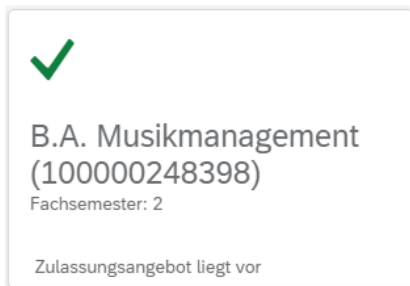 B.A. Musikmanagement
(100000248398)
Fachsemester: 2
Zulassungsangebot liegt vor